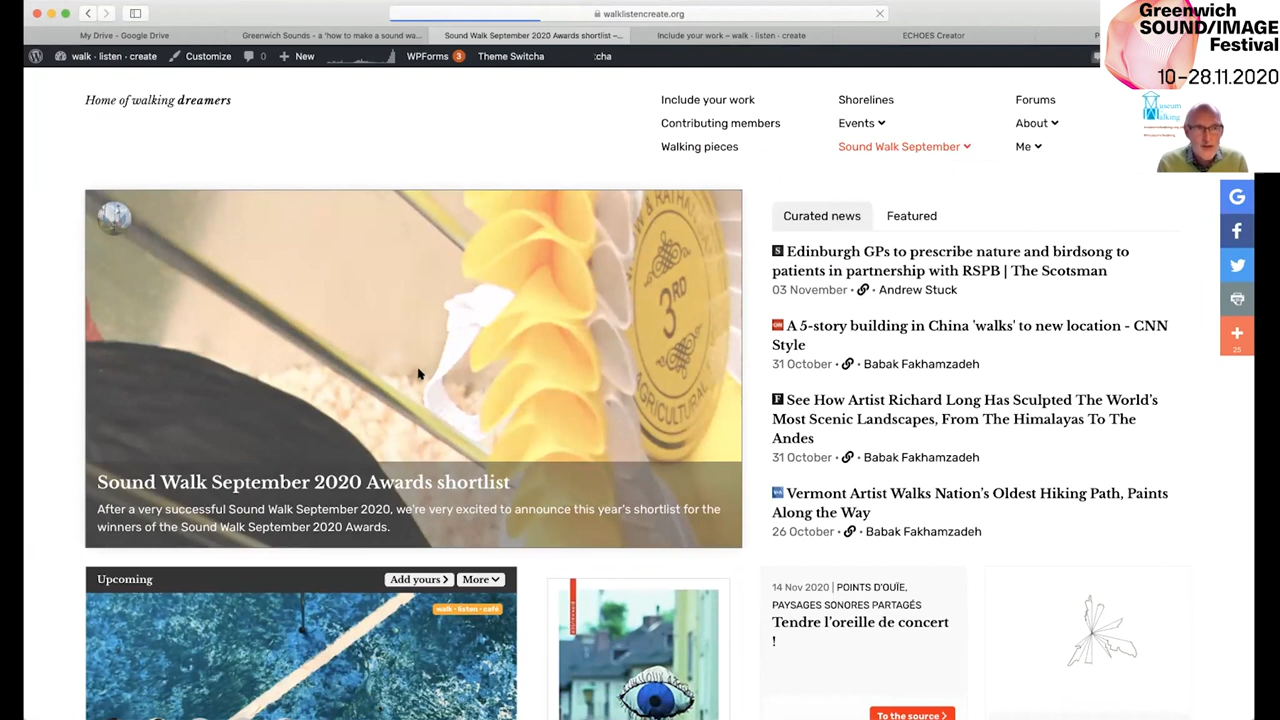 walklistencreate.org
My Drive - Google Drive
Greenwich Sounds - a 'how to make a sound wa...
Sound Walk September 2020 Awards shortlist –...
Include your work – walk · listen · create
ECHOES Creator
walk · listen · create
Customize
0
New
WPForms 3
Theme Switcha
:tcha
Greenwich
SOUND/IMAGE
Festival
10–28.11.2020
Home of walking dreamers
Include your work
Contributing members
Walking pieces
Shorelines
Events
Sound Walk September
Forums
About
Me
Curated news
Featured
Edinburgh GPs to prescribe nature and birdsong to
patients in partnership with RSPB | The Scotsman
03 November · Andrew Stuck
A 5-story building in China 'walks' to new location - CNN
Style
31 October · Babak Fakhamzadeh
See How Artist Richard Long Has Sculpted The World's
Most Scenic Landscapes, From The Himalayas To The
Andes
31 October · Babak Fakhamzadeh
Vermont Artist Walks Nation's Oldest Hiking Path, Paints
Along the Way
26 October · Babak Fakhamzadeh
25
3RD
Sound Walk September 2020 Awards shortlist
After a very successful Sound Walk September 2020, we're very excited to announce this year's shortlist for the
winners of the Sound Walk September 2020 Awards.
Upcoming
Add yours
More
walk · listen · café
14 Nov 2020 | POINTS D'OUÏE,
PAYSAGES SONORES PARTAGÉS
Tendre l'oreille de concert
!
To the source